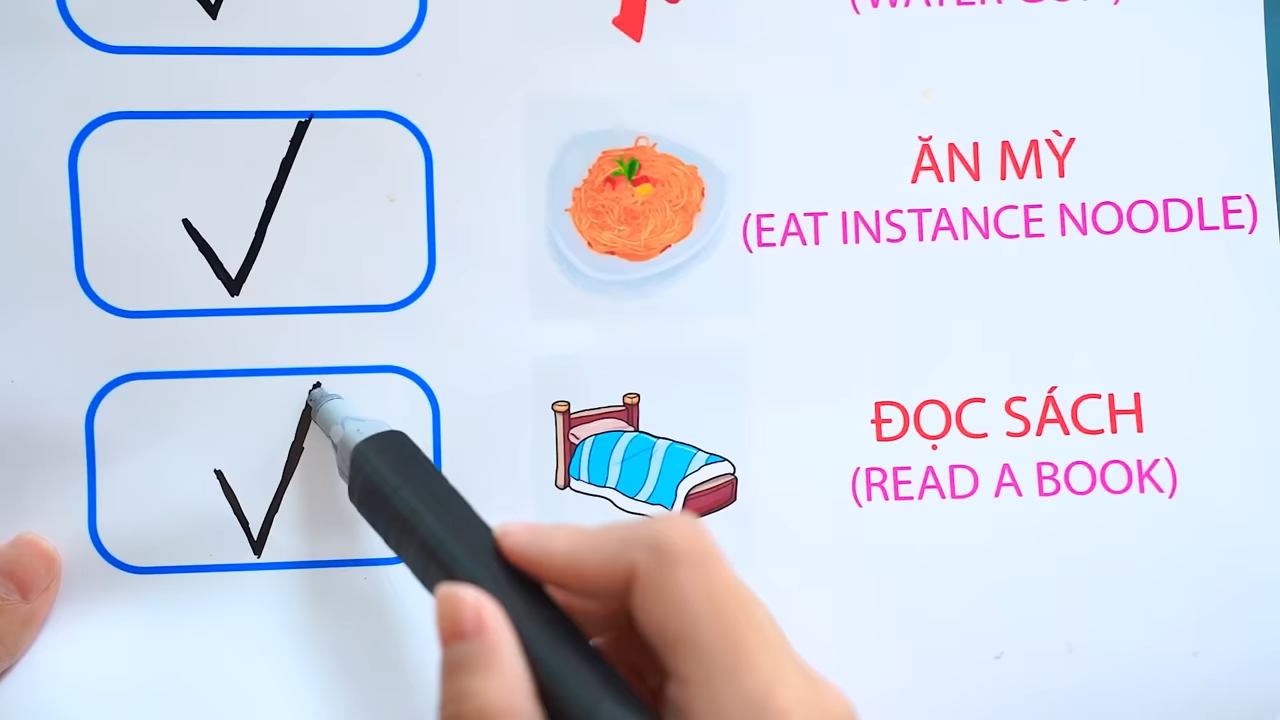 ĂN MỲ
(EAT INSTANCE NOODLE)
ĐỌC SÁCH
(READ A BOOK)